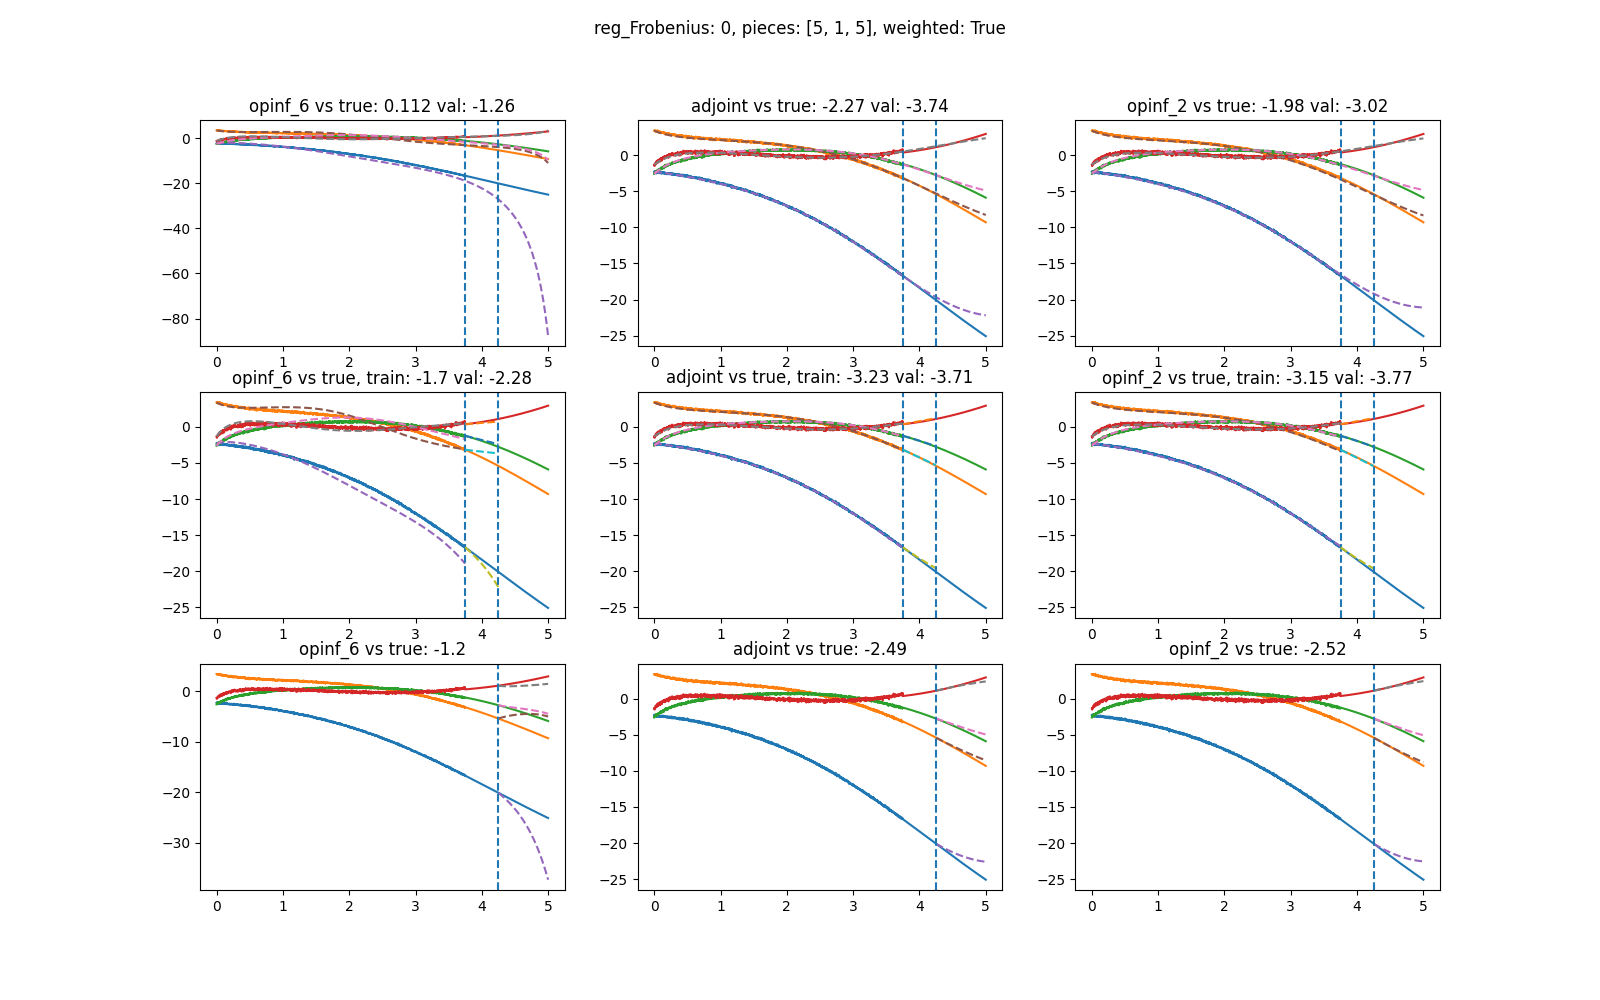 reg_Frobenius: 0, pieces: [5, 1, 5], weighted: True
opinf_6 vs true: 0.112 val: -1.26
adjoint vs true: -2.27 val: -3.74
opinf_2 vs true: -1.98 val: -3.02
0
−20
−40
−60
−80
0 1 2 3 4 5
0
−5
−10
−15
−20
−25
0 1 2 3 4 5
0
−5
−10
−15
−20
−25
0 1 2 3 4 5
opinf_6 vs true, train: -1.7 val: -2.28
adjoint vs true, train: -3.23 val: -3.71
opinf_2 vs true, train: -3.15 val: -3.77
0
−5
−10
−15
−20
−25
0 1 2 3 4 5
0
−5
−10
−15
−20
−25
0 1 2 3 4 5
0
−5
−10
−15
−20
−25
0 1 2 3 4 5
opinf_6 vs true: -1.2
adjoint vs true: -2.49
opinf_2 vs true: -2.52
0
−10
−20
−30
0 1 2 3 4 5
5
0
−5
−10
−15
−20
−25
0 1 2 3 4 5
5
0
−5
−10
−15
−20
−25
0 1 2 3 4 5